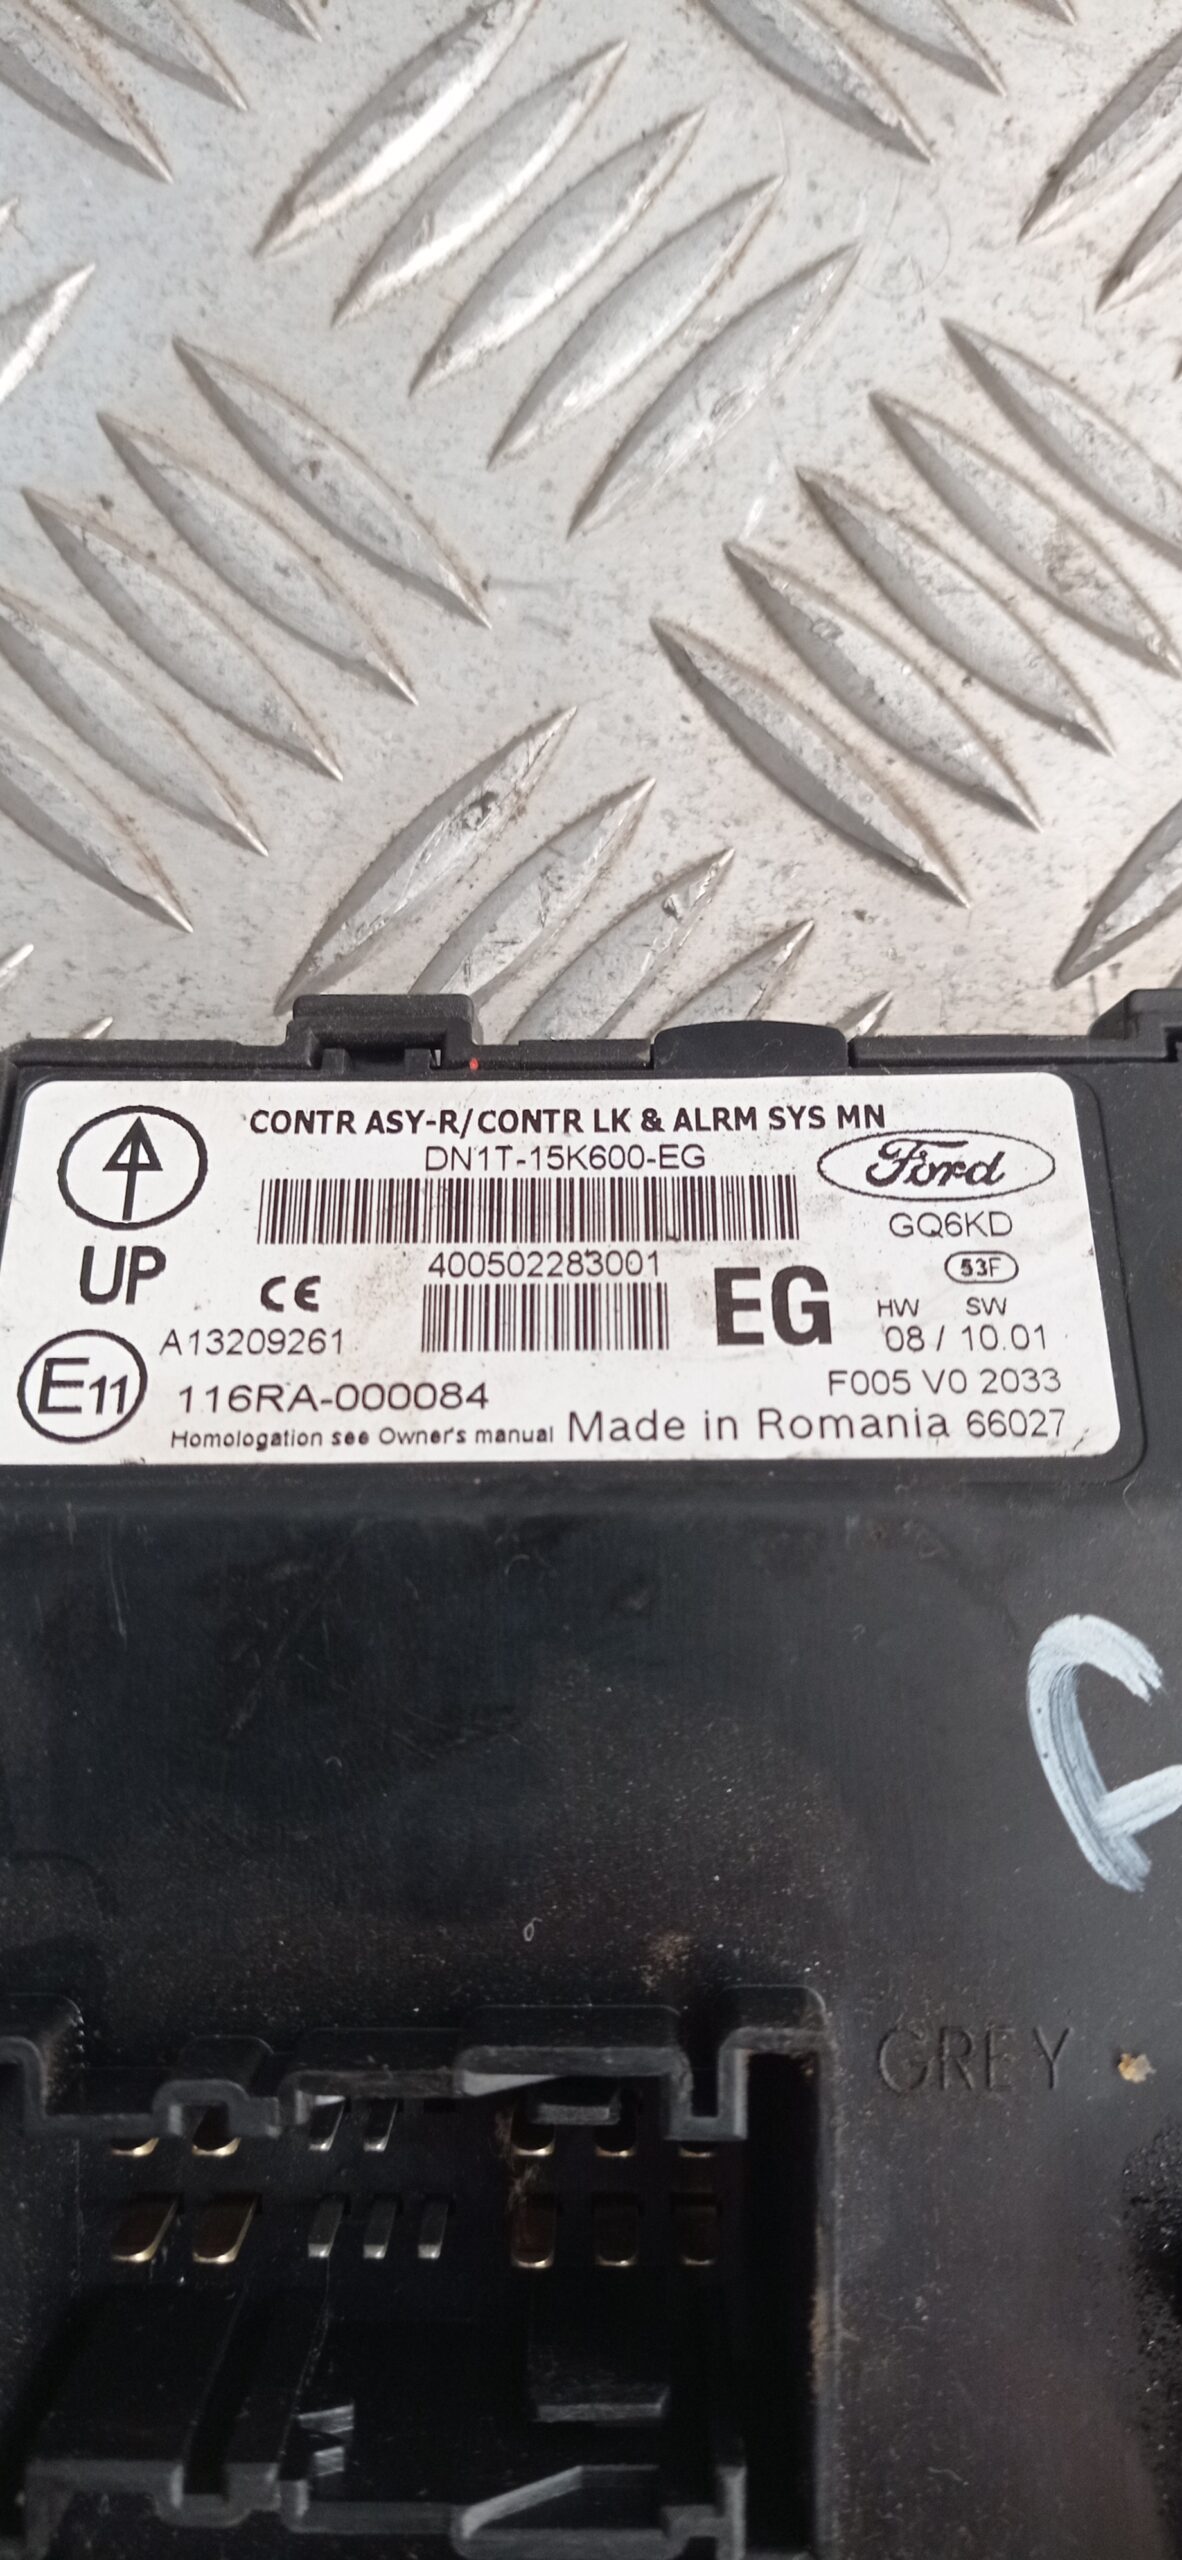 CONTR ASY-R/CONTR LK & ALRM SYS MN
DN1T-15K600-EG
Ford
GQ6KD
UP
400502283001
53F
CE
EG
HW SW
A13209261
08 / 10.01
E11
116RA-000084
F005 V0 2033
Homologation see Owner's manual Made in Romania 66027
GREY